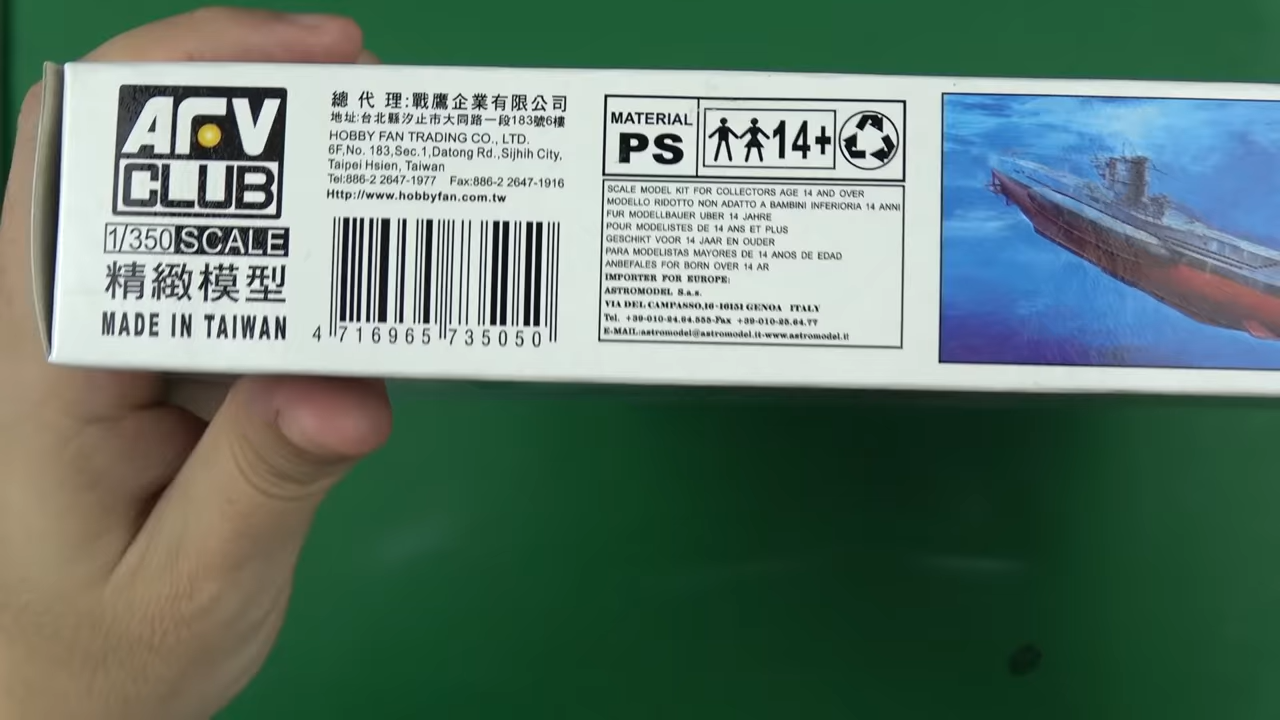 AFV
CLUB
1/350 SCALE
精緻模型
MADE IN TAIWAN
總代理:戰鷹企業有限公司
地址:台北縣汐止市大同路一段183號6樓
HOBBY FAN TRADING CO., LTD.
6F,No. 183,Sec.1,Datong Rd.,Sijhih City,
Taipei Hsien, Taiwan
Tel:886-2 2647-1977 Fax:886-2 2647-1916
Http://www.hobbyfan.com.tw
4 716965 735050
MATERIAL
PS
14+
SCALE MODEL KIT FOR COLLECTORS AGE 14 AND OVER
MODELLO RIDOTTO NON ADATTO A BAMBINI INFERIORIA 14 ANNI
FUR MODELLBAUER UBER 14 JAHRE
POUR MODELISTES DE 14 ANS ET PLUS
GESCHIKT VOOR 14 JAAR EN OUDER
PARA MODELISTAS MAYORES DE 14 ANOS DE EDAD
ANBEFALES FOR BORN OVER 14 AR
IMPORTER FOR EUROPE:
ASTROMODEL S.a.s.
VIA DEL CAMPASSO,16-16151 GENOA ITALY
Tel. +39-010-24.64.555-Fax +39-010-25.64.77
E-MAIL:astromodel@astromodel.it-www.astromodel.it